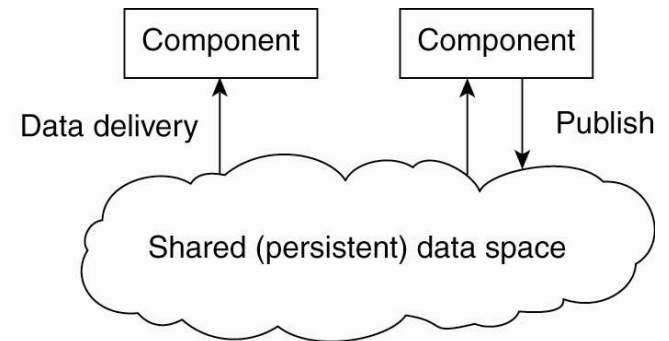 Component
Component
Data delivery
Publish
Shared (persistent) data space